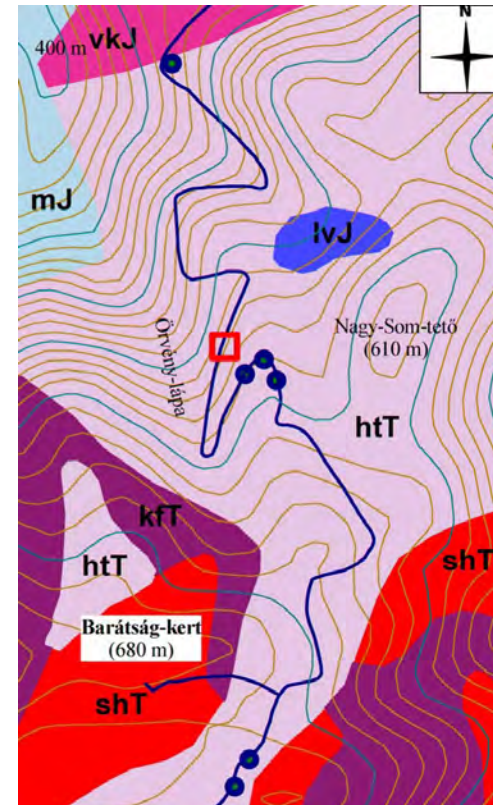 N
400 m
vkJ
mJ
lvJ
Nagy-Som-tető
(610 m)
Örvény-lápa
htT
kfT
htT
shT
Barátság-kert
(680 m)
shT